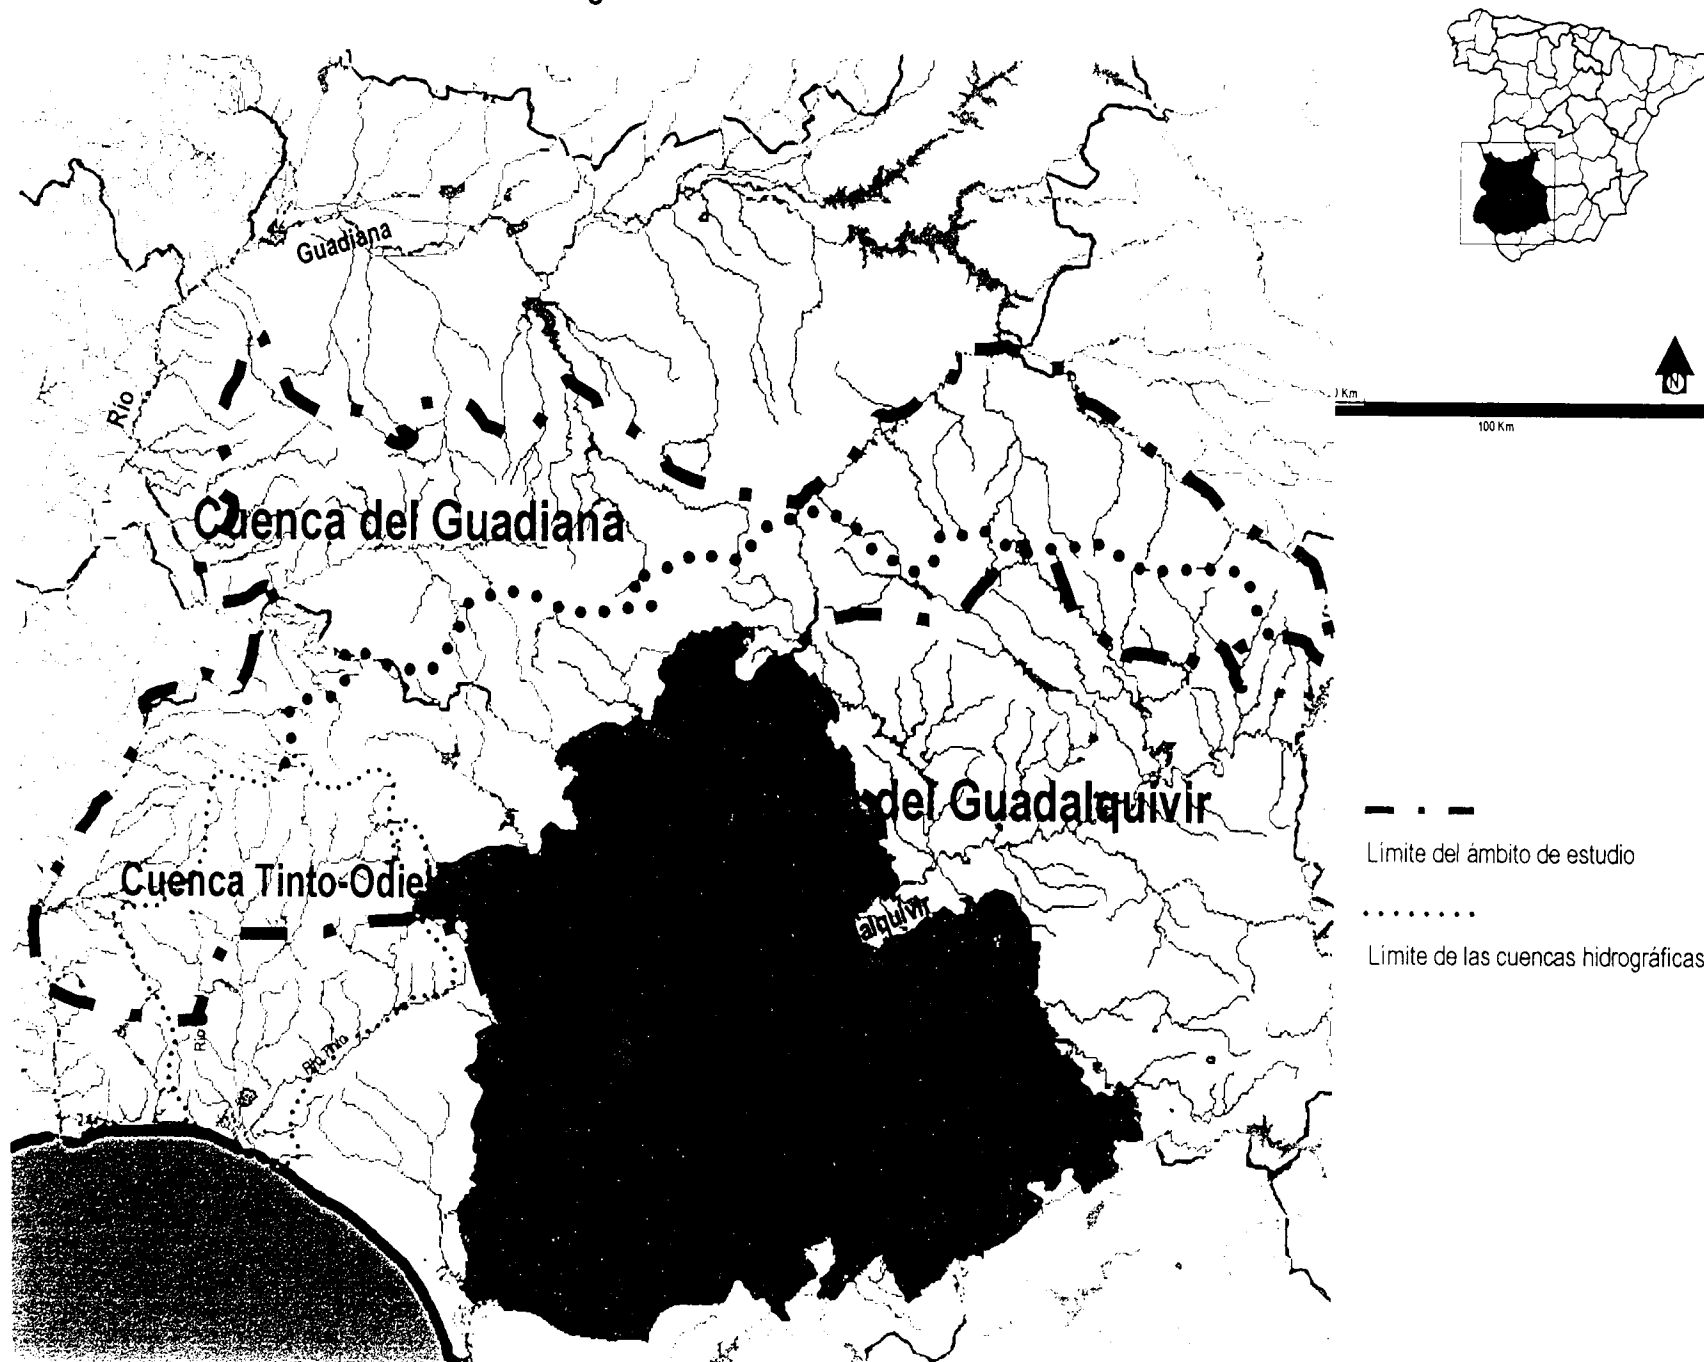 Guadiana
Río
Cuenca del Guadiana
del Guadalquivir
Cuenca Tinto-Odiel
alquivir
Río
Río Tinto
N
Km
100 Km
Límite del ámbito de estudio
Límite de las cuencas hidrográficas